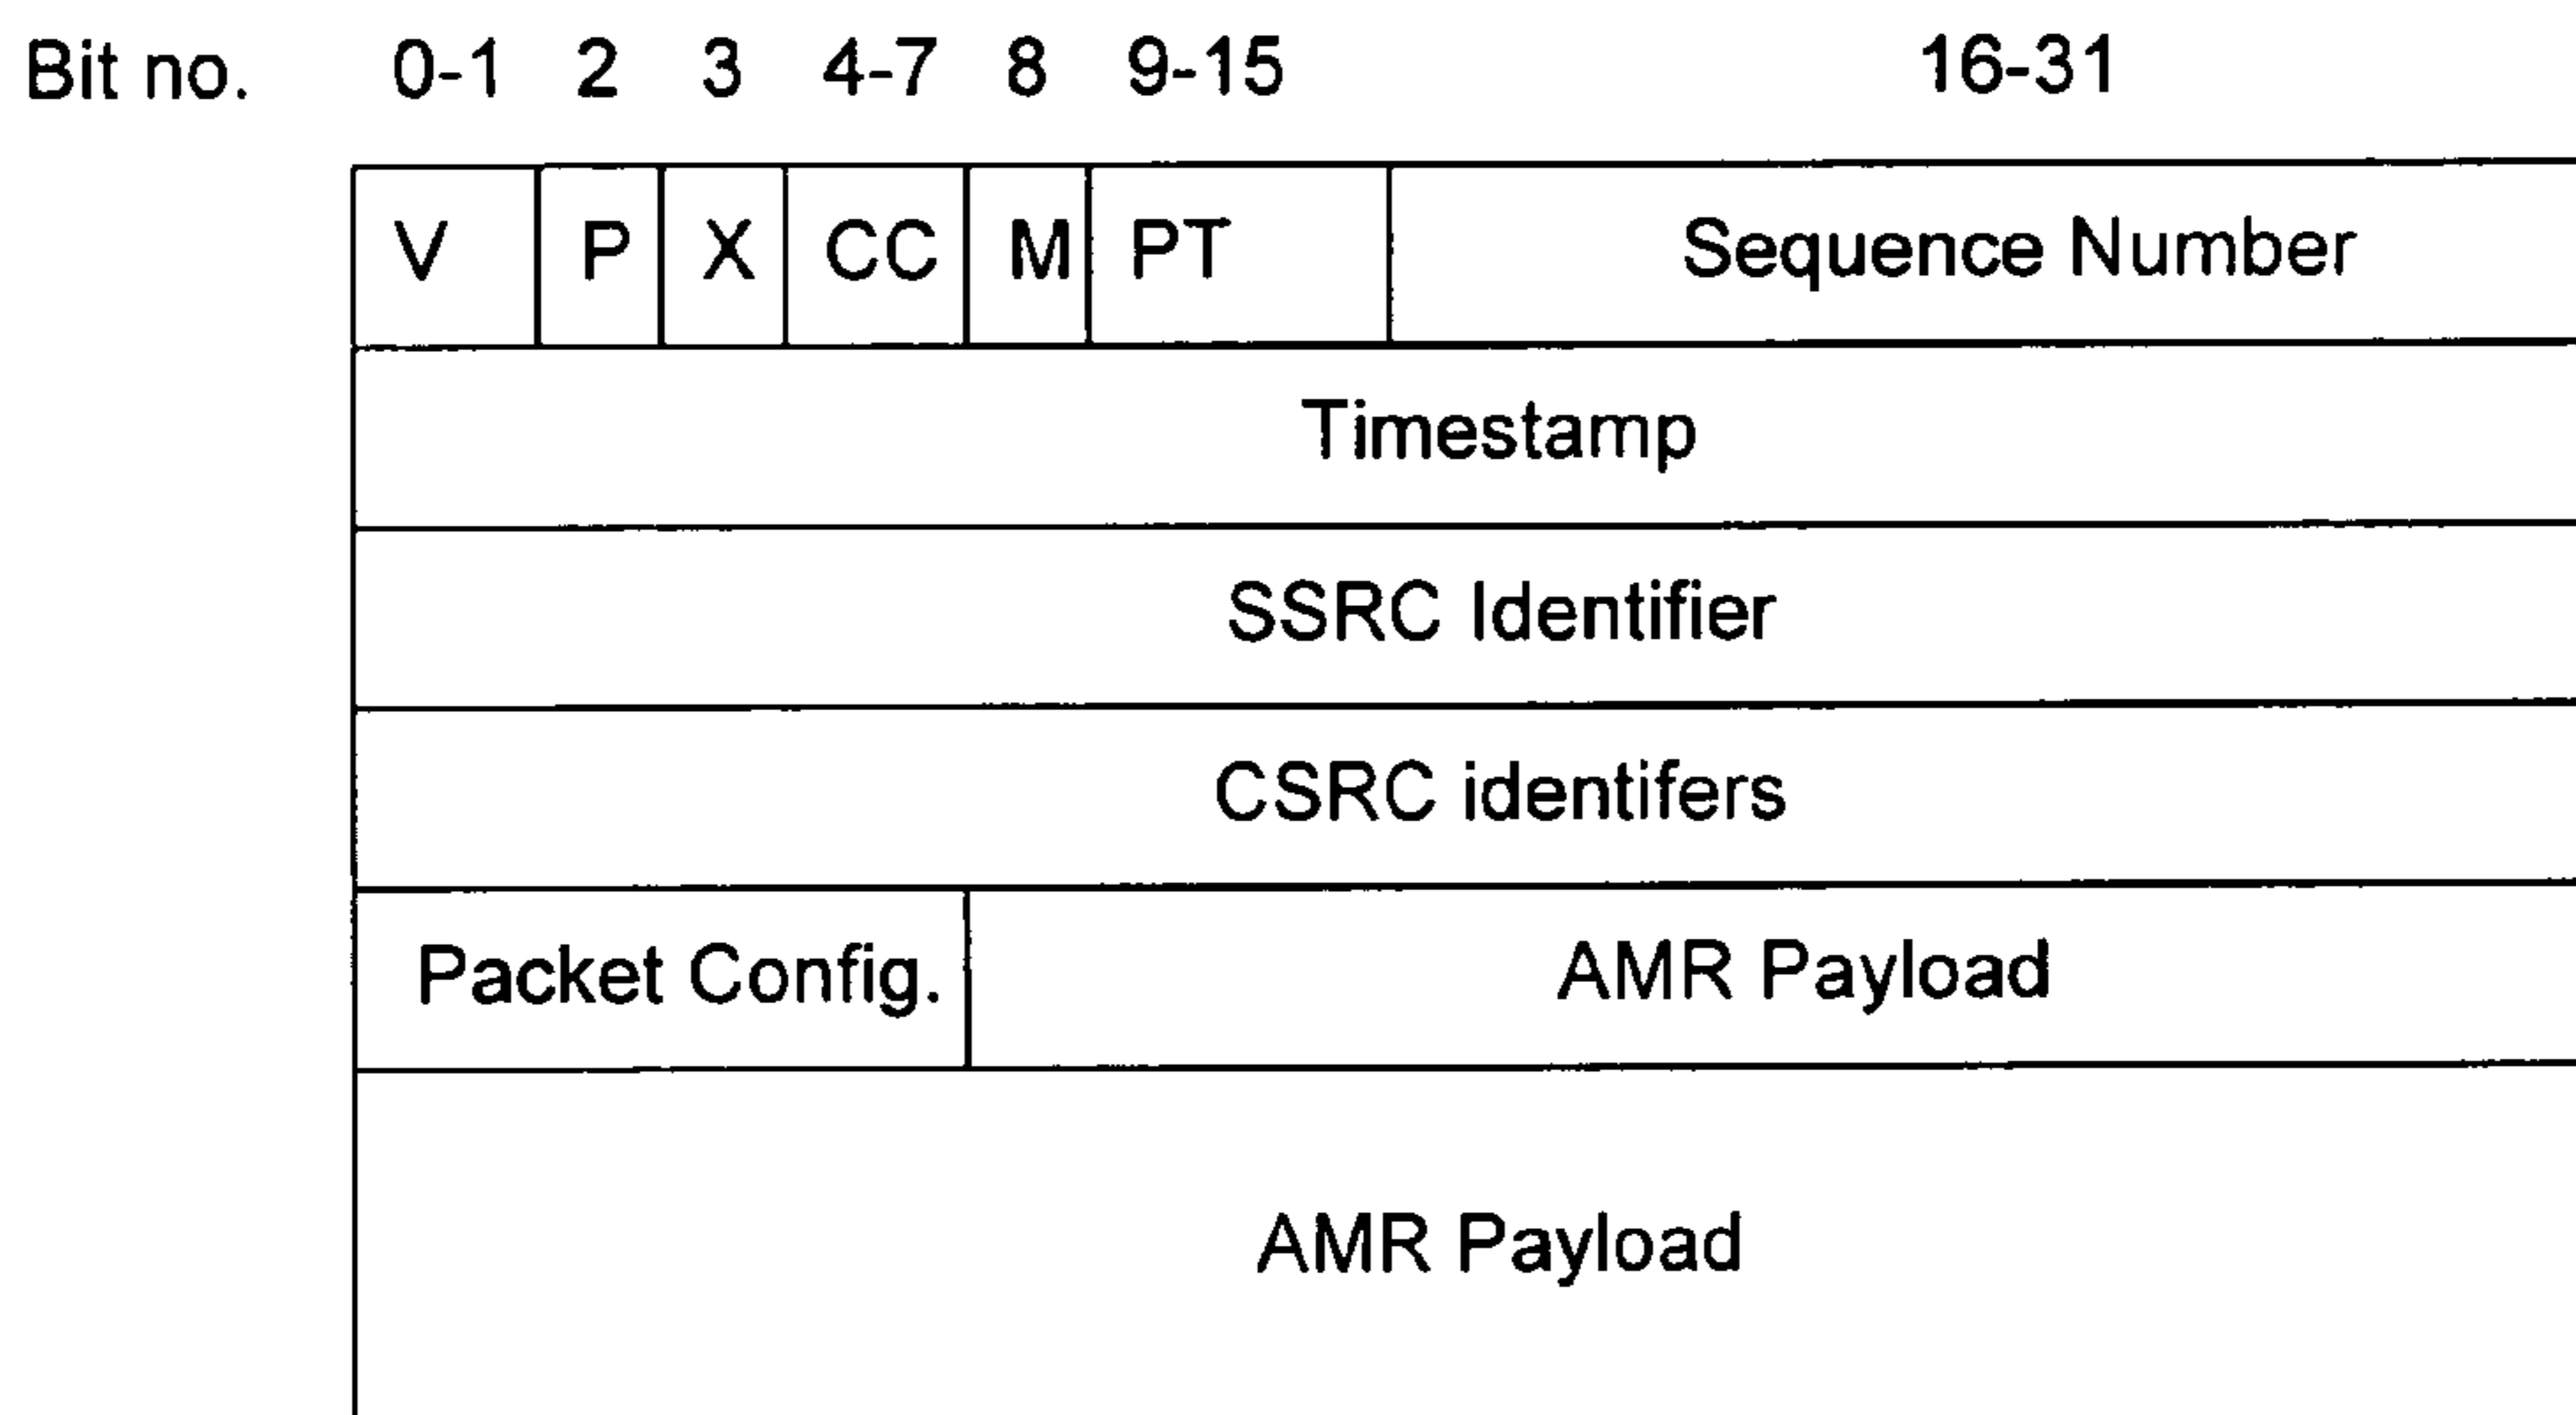 Bit no. 0-1 2 3 4-7 8 9-15 16-31
V P X CC M PT Sequence Number
Timestamp
SSRC Identifier
CSRC identifers
Packet Config. AMR Payload
AMR Payload